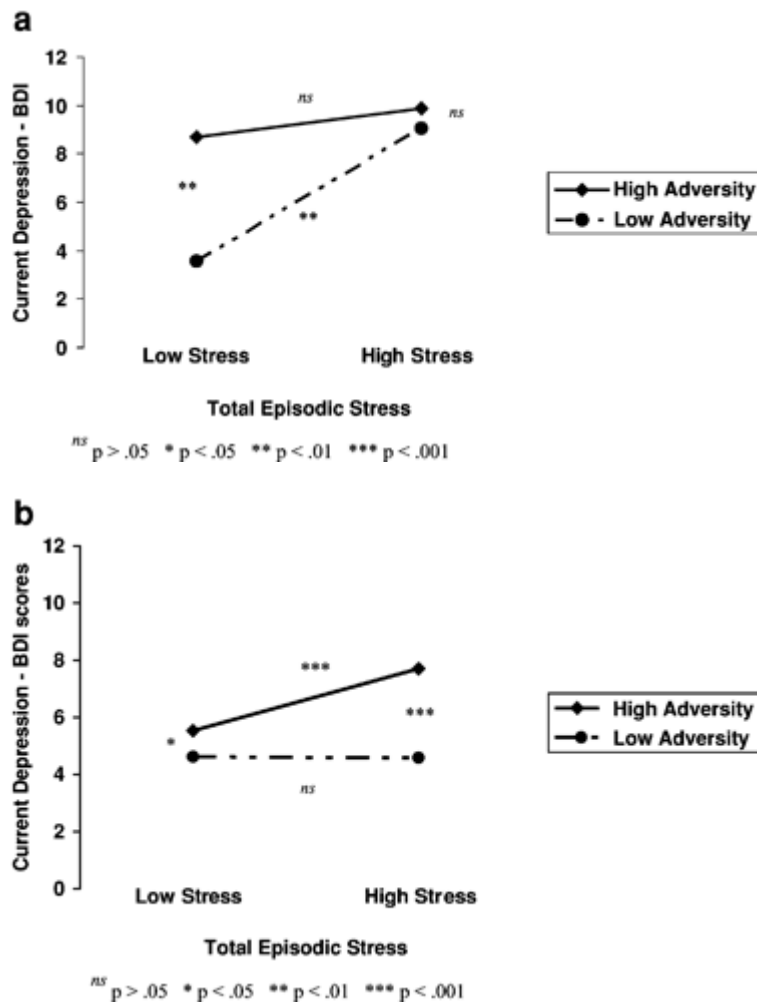 a
12
10
8
6
4
2
0
Current Depression - BDI
ns
ns
**
**
High Adversity
Low Adversity
Low Stress High Stress
Total Episodic Stress
ns p > .05 * p < .05 ** p < .01 *** p < .001
b
12
10
8
6
4
2
0
Current Depression - BDI scores
***
***
*
ns
High Adversity
Low Adversity
Low Stress High Stress
Total Episodic Stress
ns p > .05 * p < .05 ** p < .01 *** p < .001